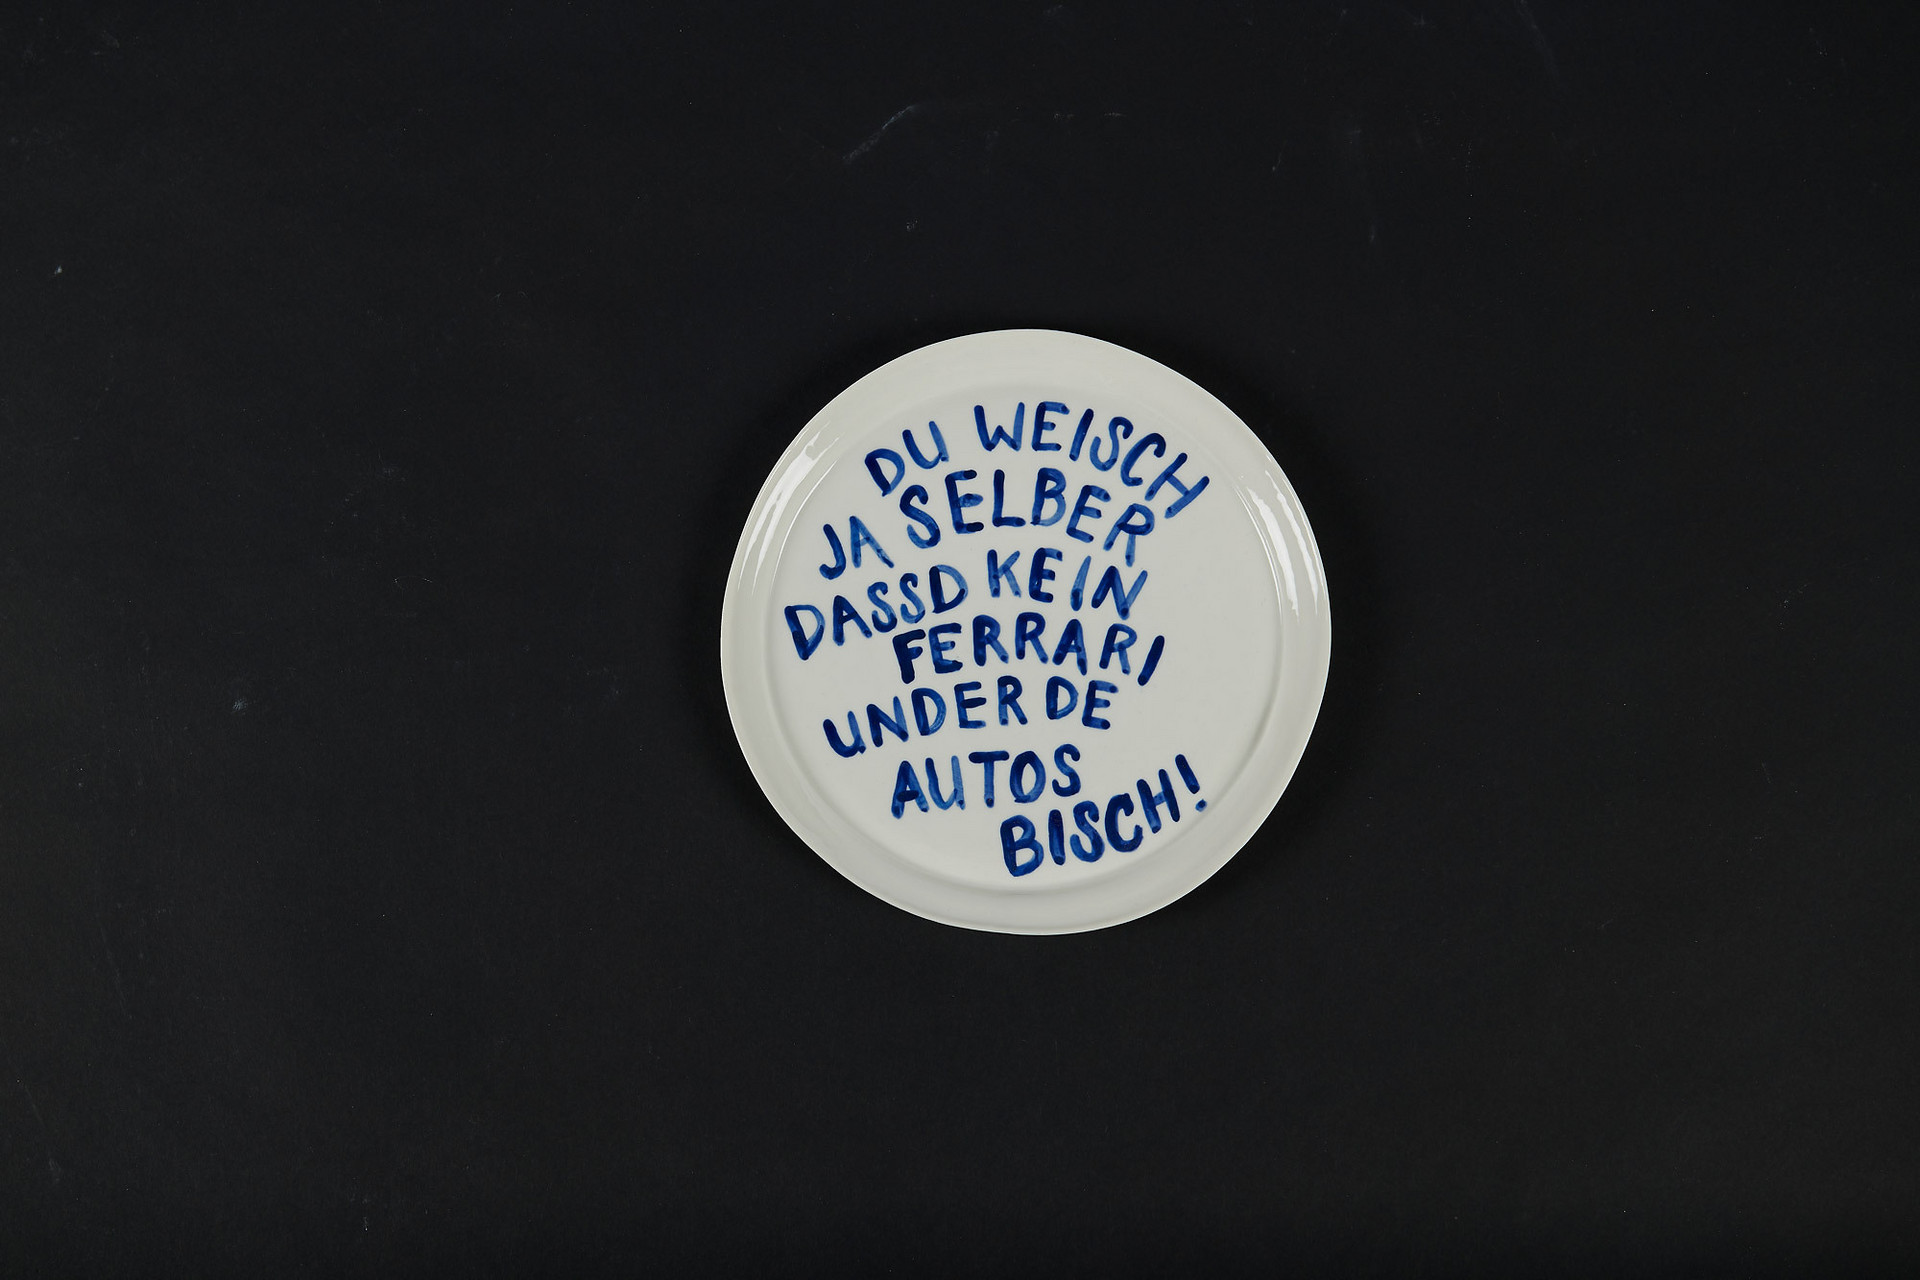 DU WEISCH
JA SELBER
DASSD KEIN
FERRARI
UNDER DE
AUTOS
BISCH!